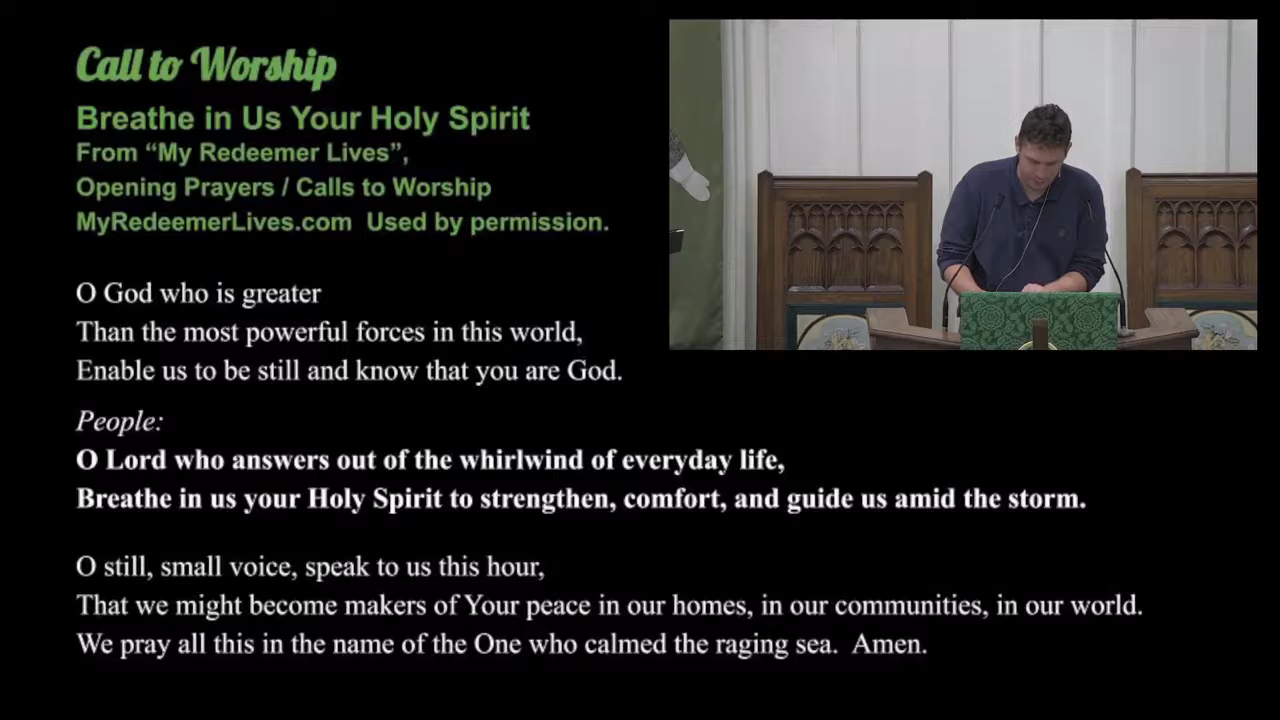 Call to Worship
Breathe in Us Your Holy Spirit
From “My Redeemer Lives”,
Opening Prayers / Calls to Worship
MyRedeemerLives.com  Used by permission.
O God who is greater
Than the most powerful forces in this world,
Enable us to be still and know that you are God.
People:
O Lord who answers out of the whirlwind of everyday life,
Breathe in us your Holy Spirit to strengthen, comfort, and guide us amid the storm.
O still, small voice, speak to us this hour,
That we might become makers of Your peace in our homes, in our communities, in our world.
We pray all this in the name of the One who calmed the raging sea.  Amen.